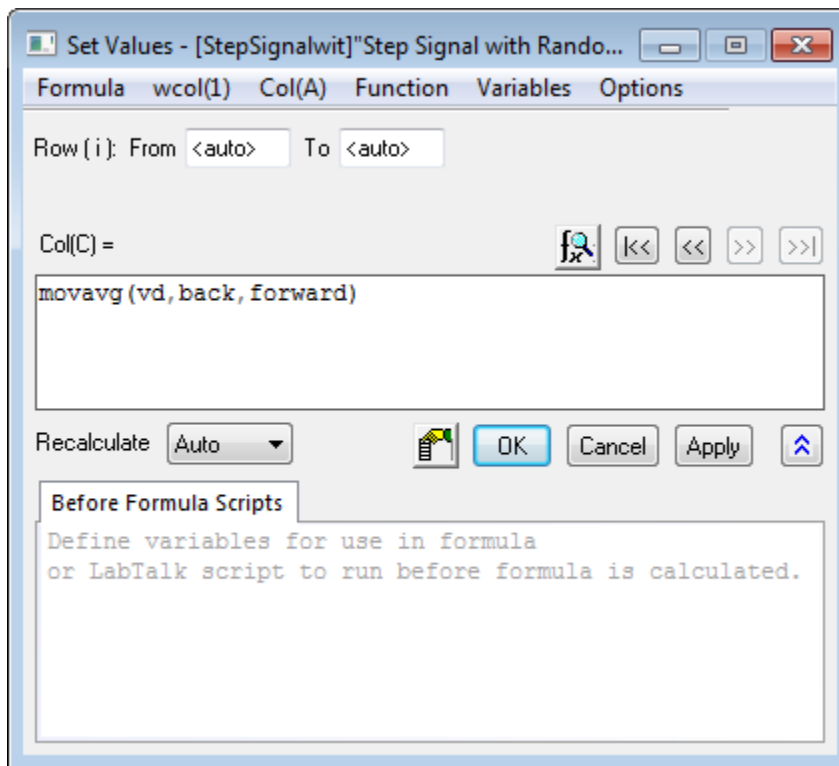 Set Values - [StepSignalwit]"Step Signal with Rando...
Formula wcol(1) Col(A) Function Variables Options
Row ( i ): From <auto> To <auto>
Col(C) =
|<< << >> >>|
movavg(vd,back,forward)
Recalculate Auto OK Cancel Apply
Before Formula Scripts
Define variables for use in formula
or LabTalk script to run before formula is calculated.